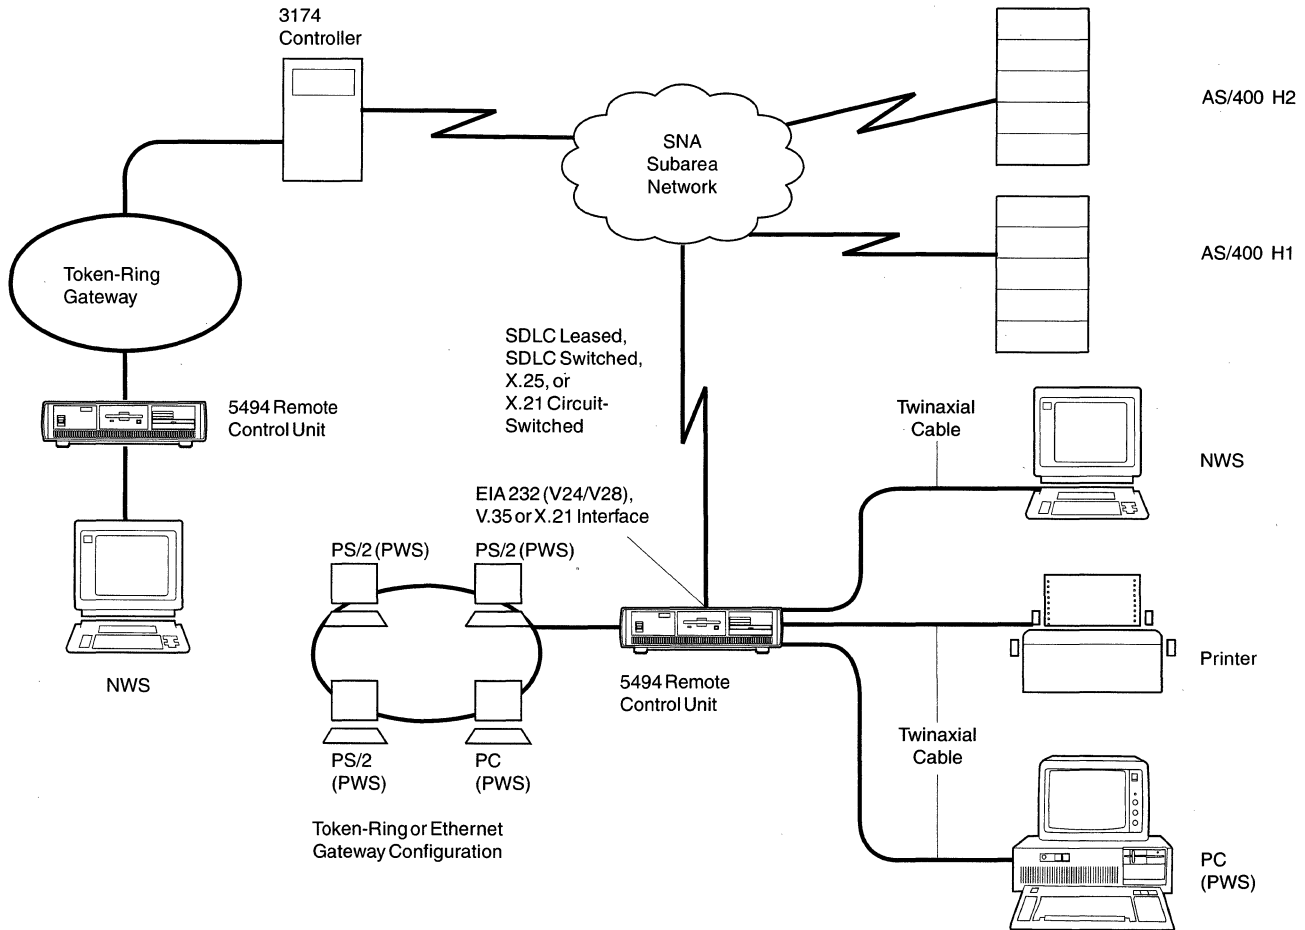 3174
Controller
SNA
Subarea
Network
AS/400 H2
AS/400 H1
Token-Ring
Gateway
SDLC Leased,
SDLC Switched,
X.25, or
X.21 Circuit-
Switched
5494 Remote
Control Unit
Twinaxial
Cable
NWS
EIA 232 (V24/V28),
V.35 or X.21 Interface
PS/2 (PWS)
PS/2 (PWS)
NWS
5494 Remote
Control Unit
Printer
PS/2
(PWS)
PC
(PWS)
Twinaxial
Cable
Token-Ring or Ethernet
Gateway Configuration
PC
(PWS)